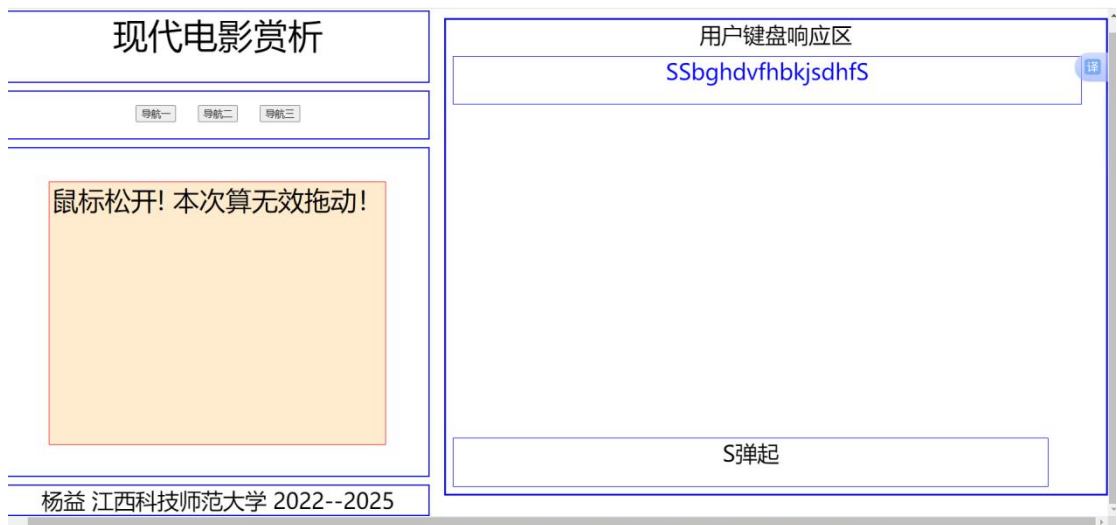 现代电影赏析
导航一 导航二 导航三
鼠标松开! 本次算无效拖动!
杨益 江西科技师范大学 2022--2025
用户键盘响应区
SSbghdvfhbkjsdhfS
译
S弹起